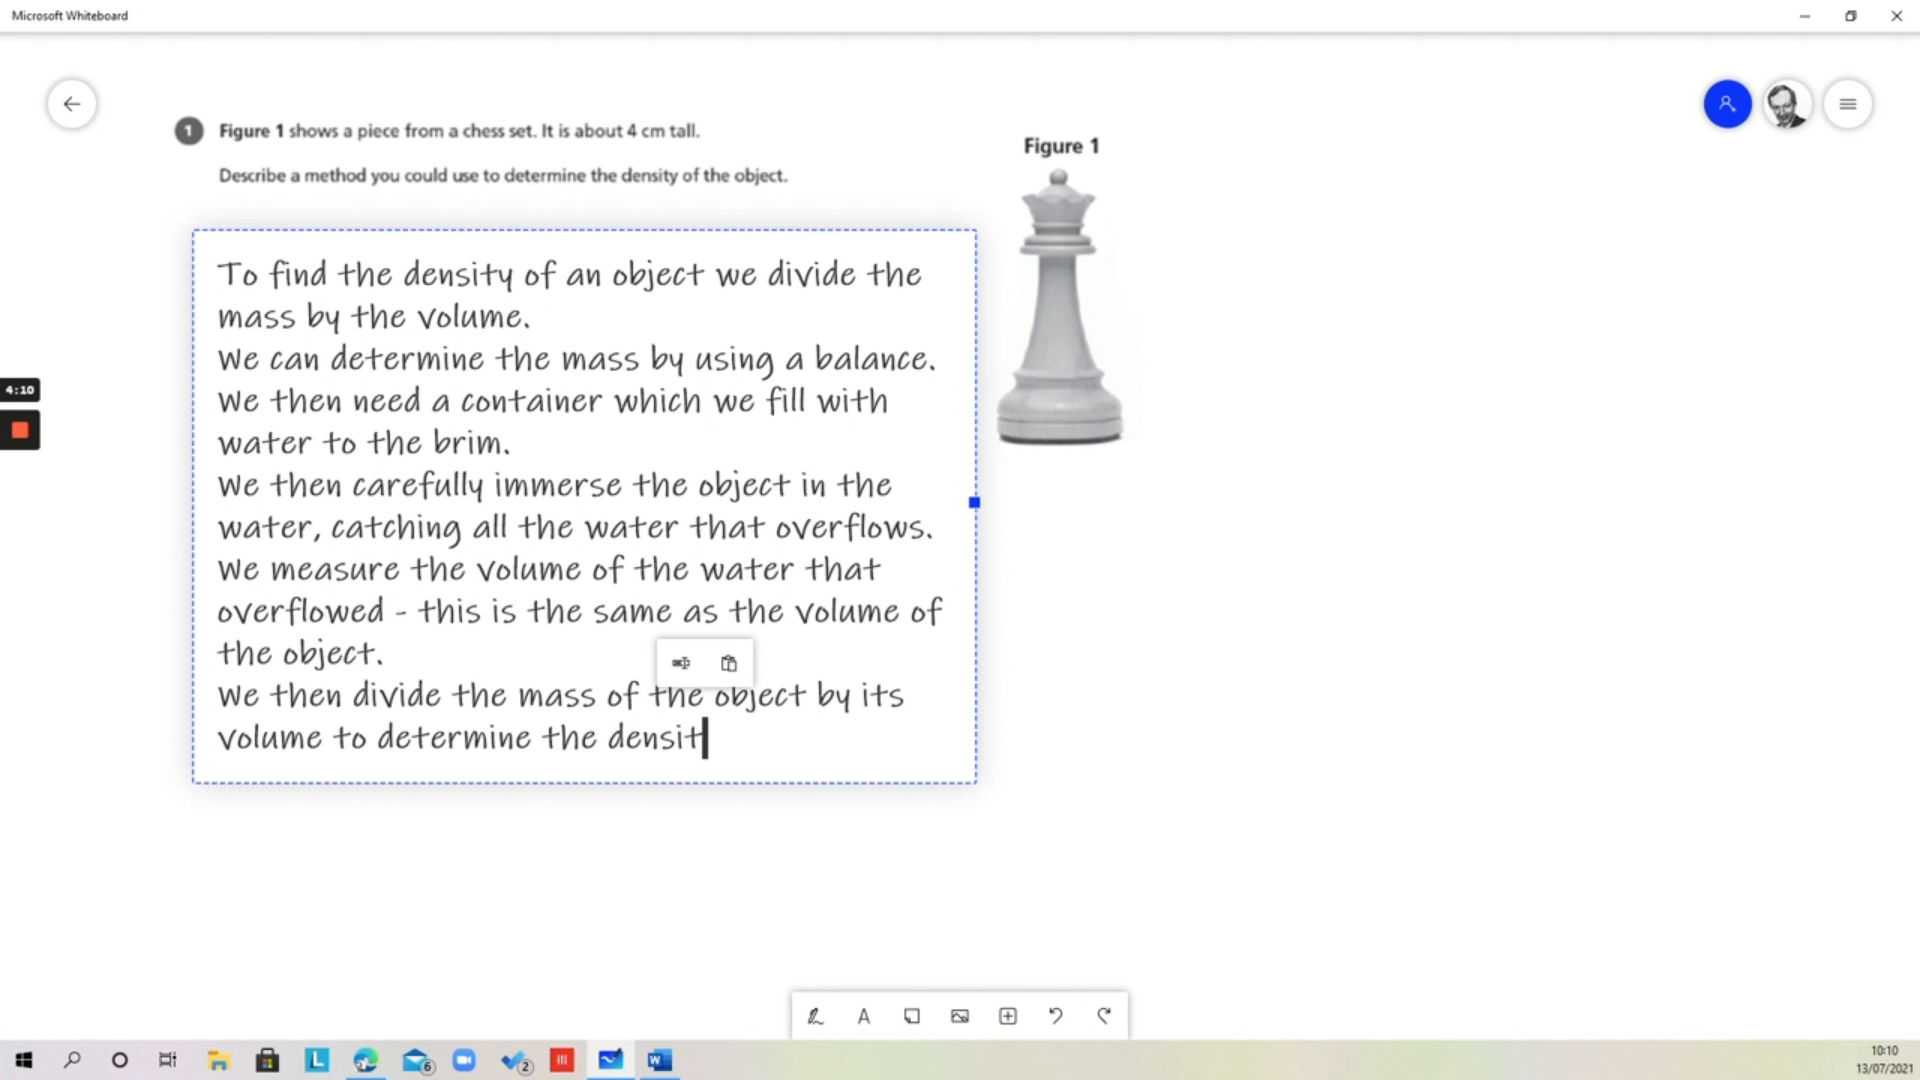 Microsoft Whiteboard
1 Figure 1 shows a piece from a chess set. It is about 4 cm tall.
Describe a method you could use to determine the density of the object.
Figure 1
To find the density of an object we divide the
mass by the volume.
We can determine the mass by using a balance.
We then need a container which we fill with
water to the brim.
We then carefully immerse the object in the
water, catching all the water that overflows.
We measure the volume of the water that
overflowed - this is the same as the volume of
the object.
We then divide the mass of the object by its
volume to determine the densit
4:10
A
L
6
2
W
10:10
13/07/2021